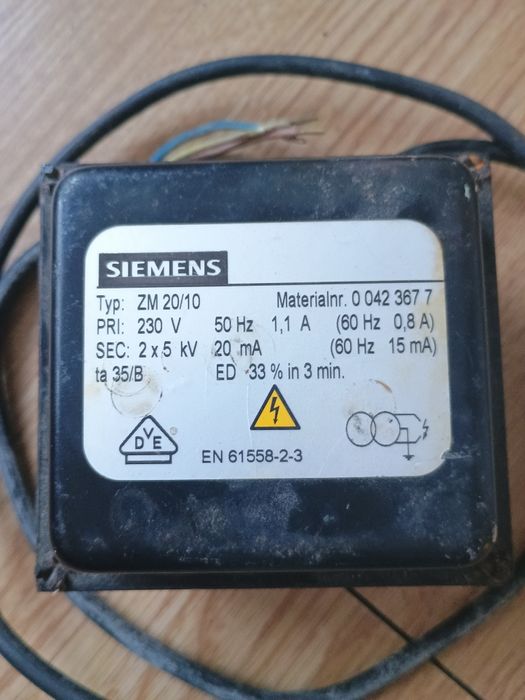 SIEMENS
Typ: ZM 20/10 Materialnr. 0 042 367 7
PRI: 230 V 50 Hz 1,1 A (60 Hz 0,8 A)
SEC: 2 x 5 kV 20 mA (60 Hz 15 mA)
ta 35/B ED 33 % in 3 min.
DVE
EN 61558-2-3